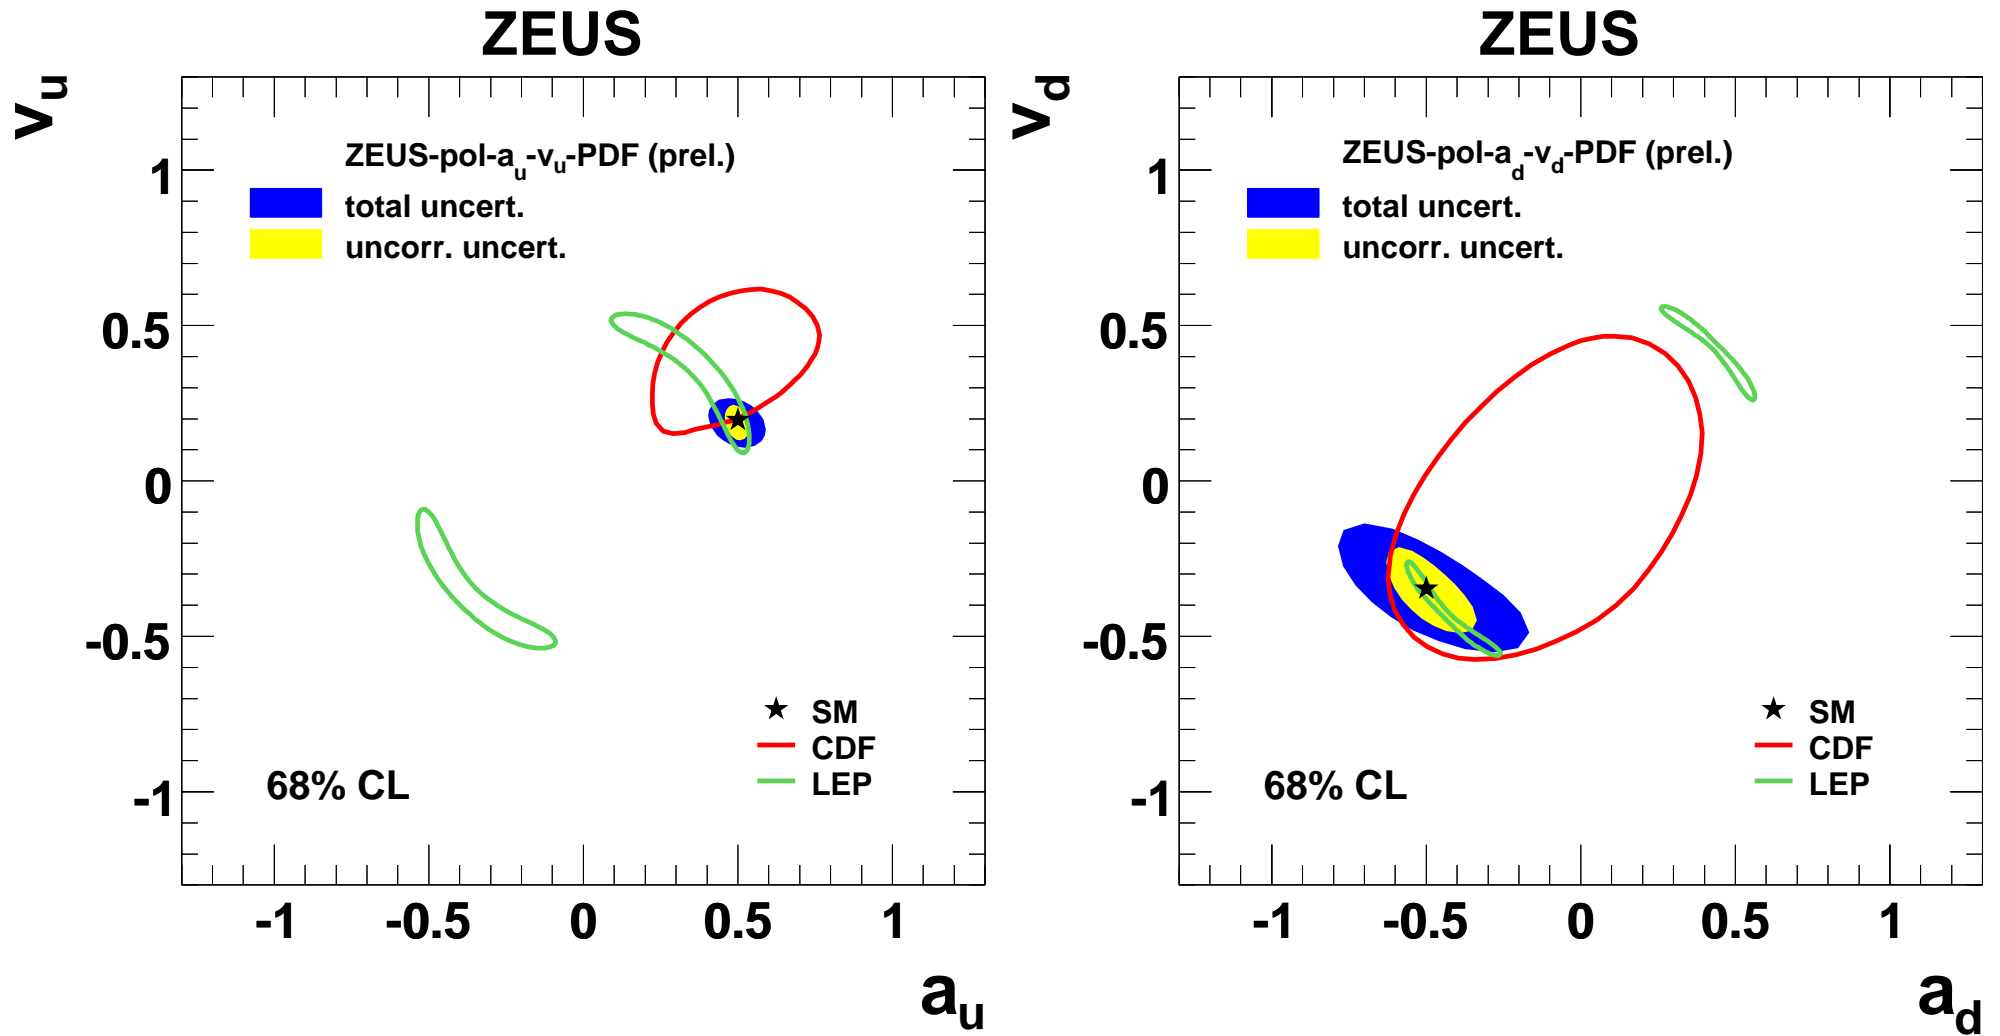 ZEUS
v_u
ZEUS-pol-a_u-v_u-PDF (prel.)
total uncert.
uncorr. uncert.
1
0.5
0
-0.5
-1
SM
CDF
LEP
68% CL
-1 -0.5 0 0.5 1
a_u
ZEUS
v_d
ZEUS-pol-a_d-v_d-PDF (prel.)
total uncert.
uncorr. uncert.
1
0.5
0
-0.5
-1
SM
CDF
LEP
68% CL
-1 -0.5 0 0.5 1
a_d